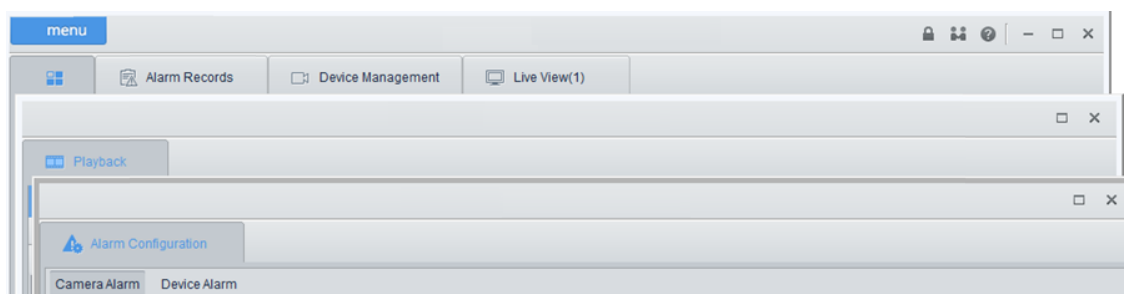 menu
Alarm Records Device Management Live View(1)
Playback
Alarm Configuration
Camera Alarm Device Alarm